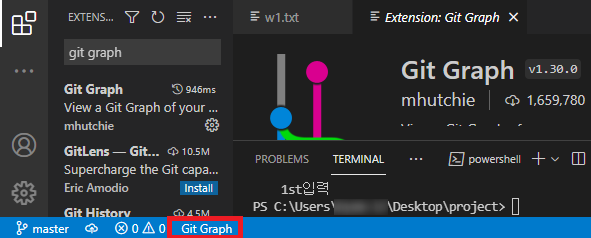 EXTENS...
git graph
Git Graph 946ms
View a Git Graph of your ...
mhutchie
GitLens — Git... 10.5M
Supercharge the Git capa...
Eric Amodio Install
Git History 4.5M
w1.txt
Extension: Git Graph
Git Graph v1.30.0
mhutchie 1,659,780
PROBLEMS TERMINAL powershell
1st입력
PS C:\Users\ \Desktop\project>
master 0 0 Git Graph